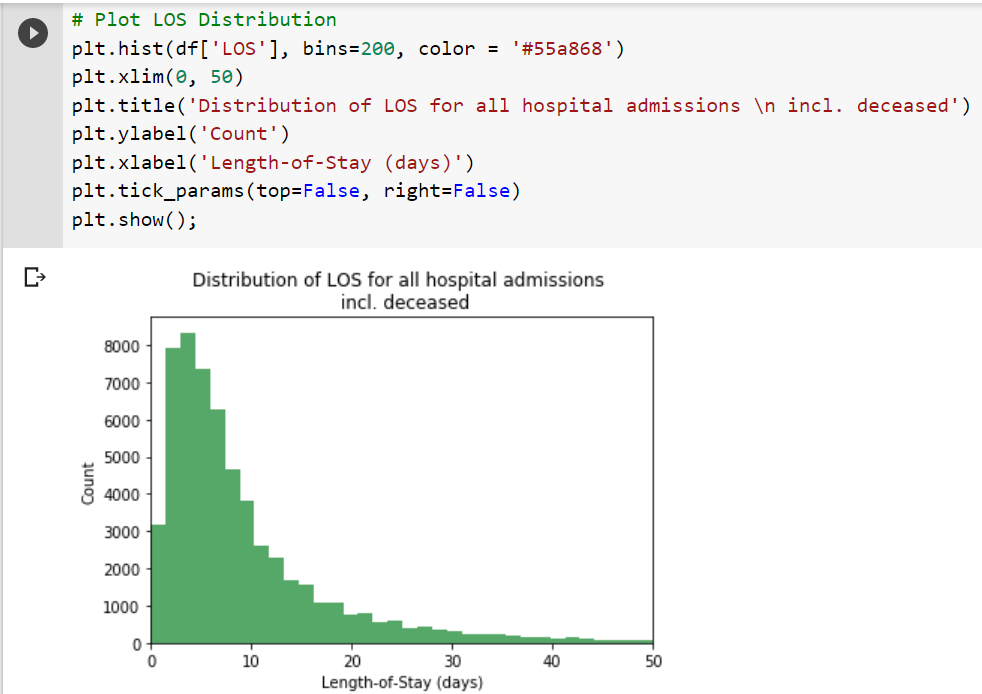 # Plot LOS Distribution
plt.hist(df['LOS'], bins=200, color = '#55a868')
plt.xlim(0, 50)
plt.title('Distribution of LOS for all hospital admissions \n incl. deceased')
plt.ylabel('Count')
plt.xlabel('Length-of-Stay (days)')
plt.tick_params(top=False, right=False)
plt.show();
Distribution of LOS for all hospital admissions
incl. deceased
8000
7000
6000
5000
4000
3000
2000
1000
0
Count
0 10 20 30 40 50
Length-of-Stay (days)